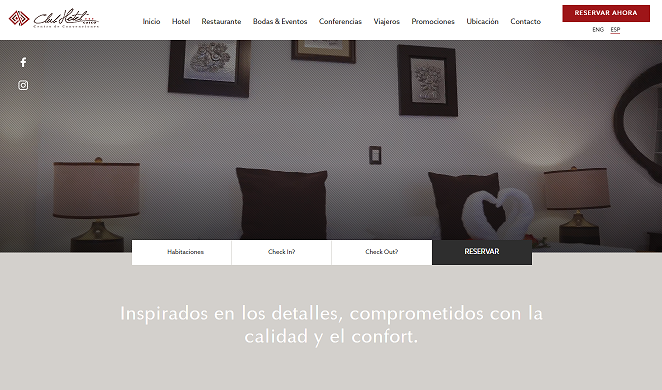 Club Hotel
Centro de Convenciones
Inicio Hotel Restaurante Bodas & Eventos Conferencias Viajeros Promociones Ubicación Contacto
RESERVAR AHORA
ENG ESP
Habitaciones Check In? Check Out? RESERVAR
Inspirados en los detalles, comprometidos con la
calidad y el confort.